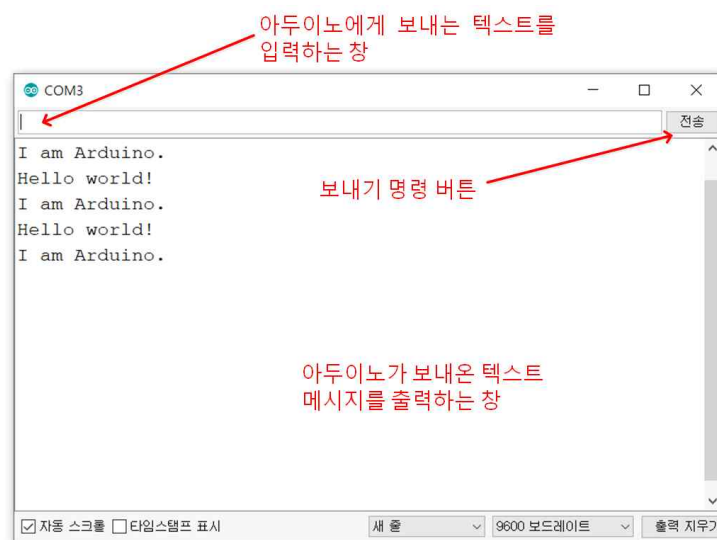 아두이노에게 보내는 텍스트를
입력하는 창
COM3
전송
I am Arduino.
Hello world!
I am Arduino.
Hello world!
I am Arduino.
보내기 명령 버튼
아두이노가 보내온 텍스트
메시지를 출력하는 창
자동 스크롤 타임스탬프 표시 새 줄 9600 보드레이트 출력 지우기